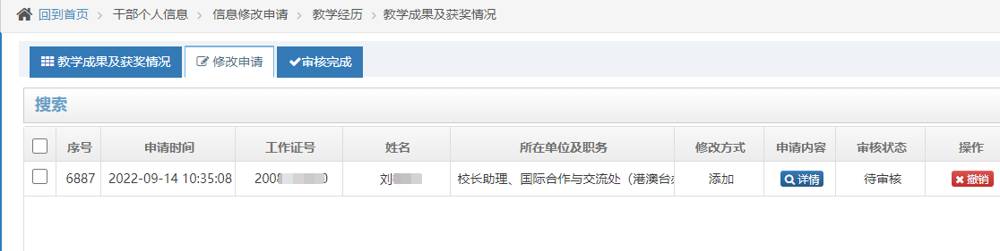 回到首页 > 干部个人信息 > 信息修改申请 > 教学经历 > 教学成果及获奖情况
教学成果及获奖情况 修改申请 审核完成
搜索
序号 申请时间 工作证号 姓名 所在单位及职务 修改方式 申请内容 审核状态 操作
6887 2022-09-14 10:35:08 200 0 刘 校长助理、国际合作与交流处（港澳台 添加 详情 待审核 撤销